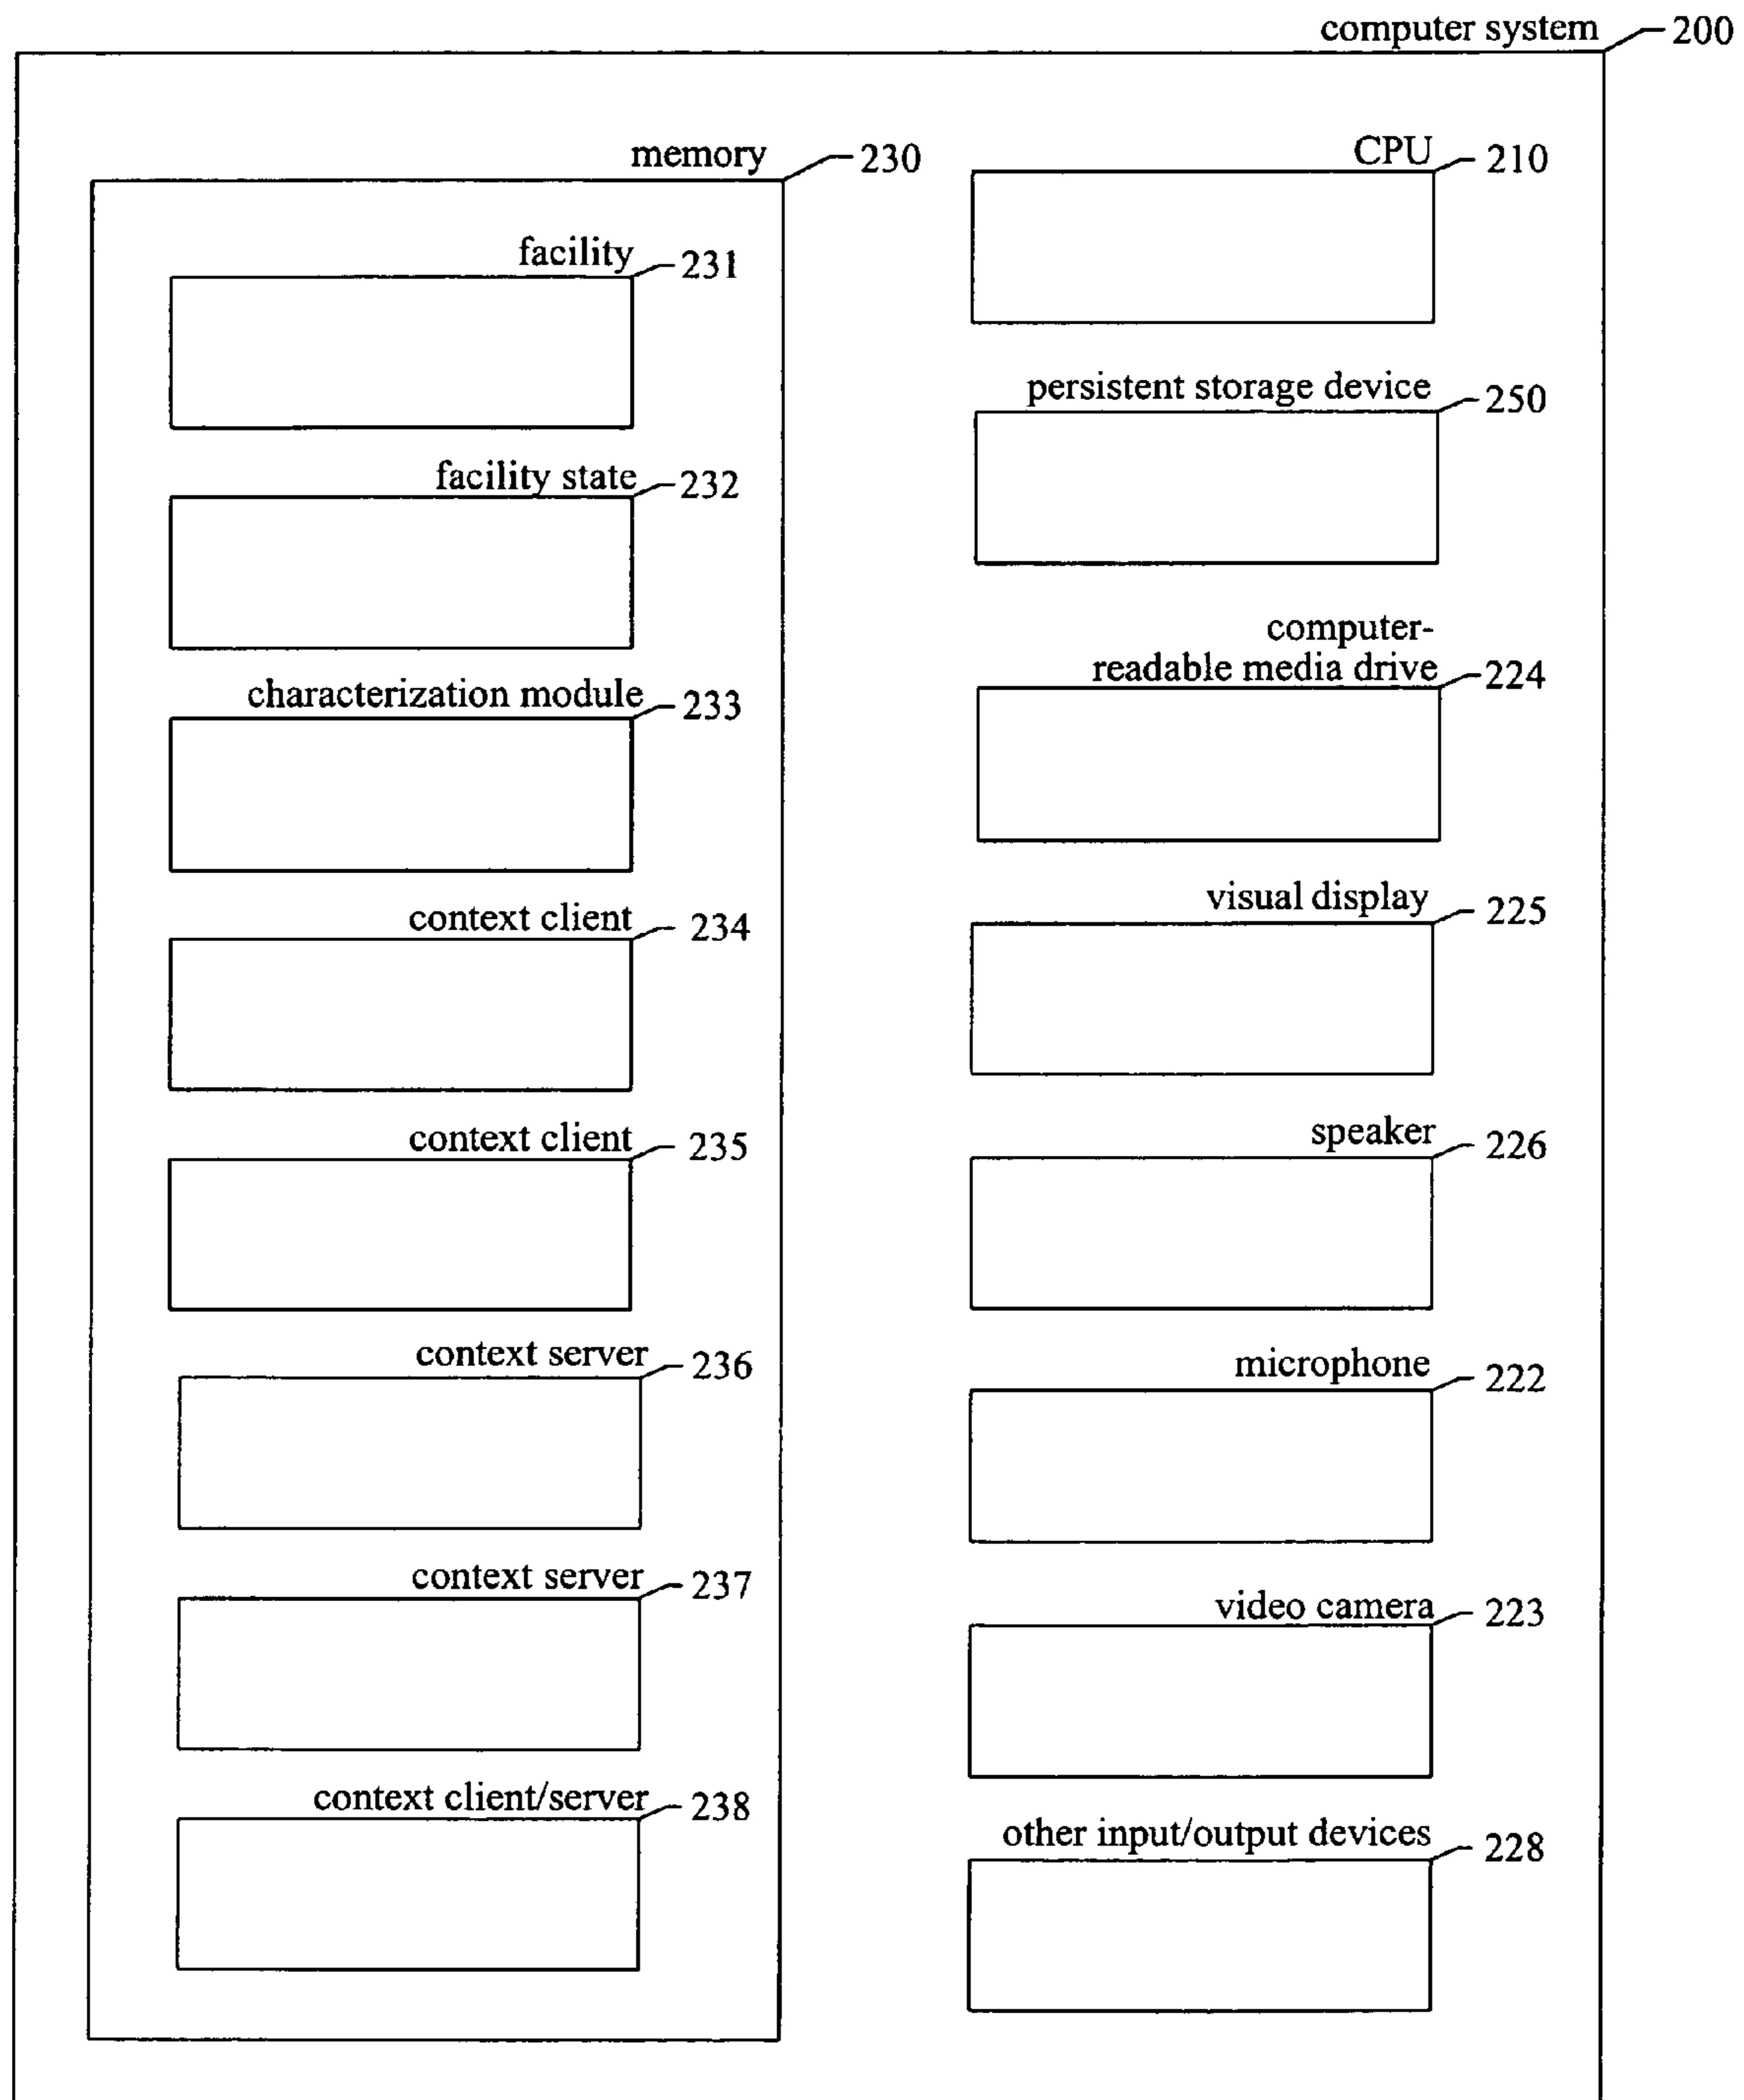 computer system 200
memory 230
facility 231
facility state 232
characterization module 233
context client 234
context client 235
context server 236
context server 237
context client/server 238
CPU 210
persistent storage device 250
computer-
readable media drive 224
visual display 225
speaker 226
microphone 222
video camera 223
other input/output devices 228